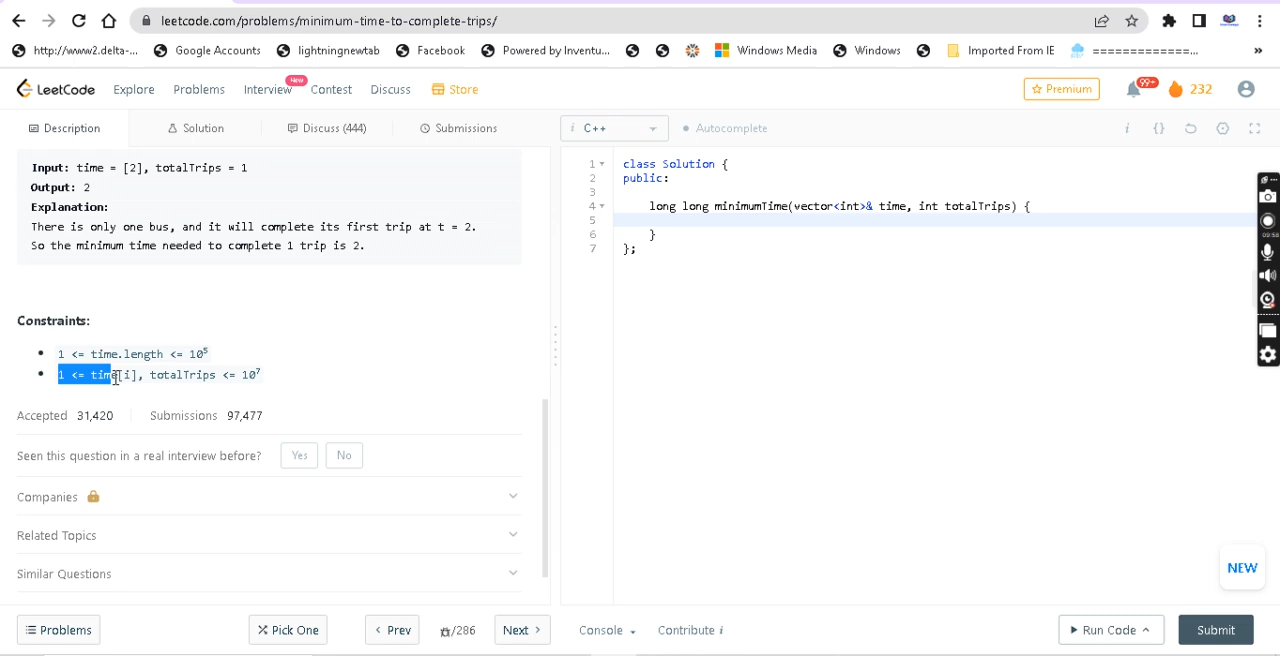 leetcode.com/problems/minimum-time-to-complete-trips/
http://www2.delta-... Google Accounts lightningnewtab Facebook Powered by Inventu... Windows Media Windows Imported From IE =============... »
LeetCode Explore Problems Interview New Contest Discuss Store Premium 99+ 232
Description Solution Discuss (444) Submissions i C++ Autocomplete i {}
Input: time = [2], totalTrips = 1
Output: 2
Explanation:
There is only one bus, and it will complete its first trip at t = 2.
So the minimum time needed to complete 1 trip is 2.
Constraints:
1 <= time.length <= 10⁵
1 <= time[i], totalTrips <= 10⁷
Accepted 31,420 Submissions 97,477
Seen this question in a real interview before? Yes No
Companies
Related Topics
Similar Questions
1 class Solution {
2 public:
3
4 long long minimumTime(vector<int>& time, int totalTrips) {
5
6 }
7 };
NEW
Problems Pick One Prev /286 Next Console Contribute i Run Code Submit